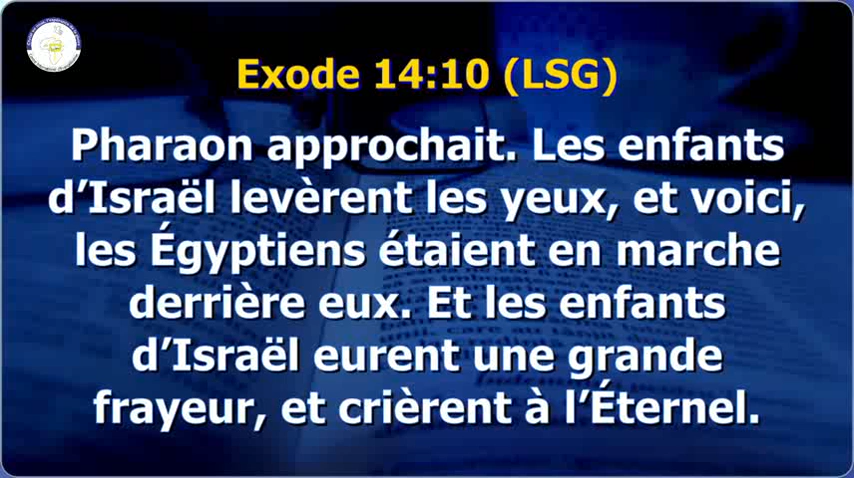 Exode 14:10 (LSG)
Pharaon approchait. Les enfants
d’Israël levèrent les yeux, et voici,
les Égyptiens étaient en marche
derrière eux. Et les enfants
d’Israël eurent une grande
frayeur, et crièrent à l’Éternel.